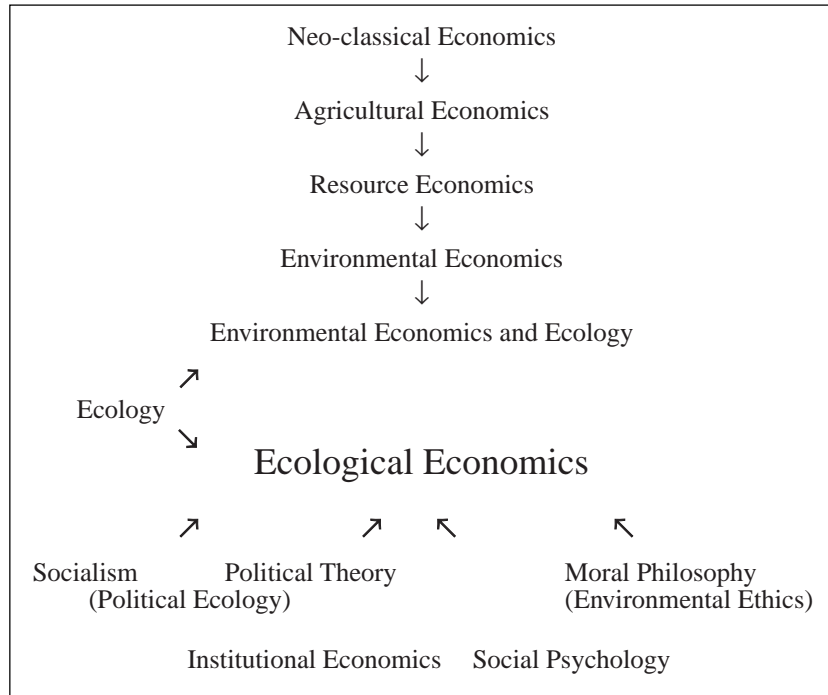 Neo-classical Economics
↓
Agricultural Economics
↓
Resource Economics
↓
Environmental Economics
↓
Environmental Economics and Ecology
Ecology
Ecological Economics
Socialism Political Theory Moral Philosophy
(Political Ecology) (Environmental Ethics)
Institutional Economics Social Psychology